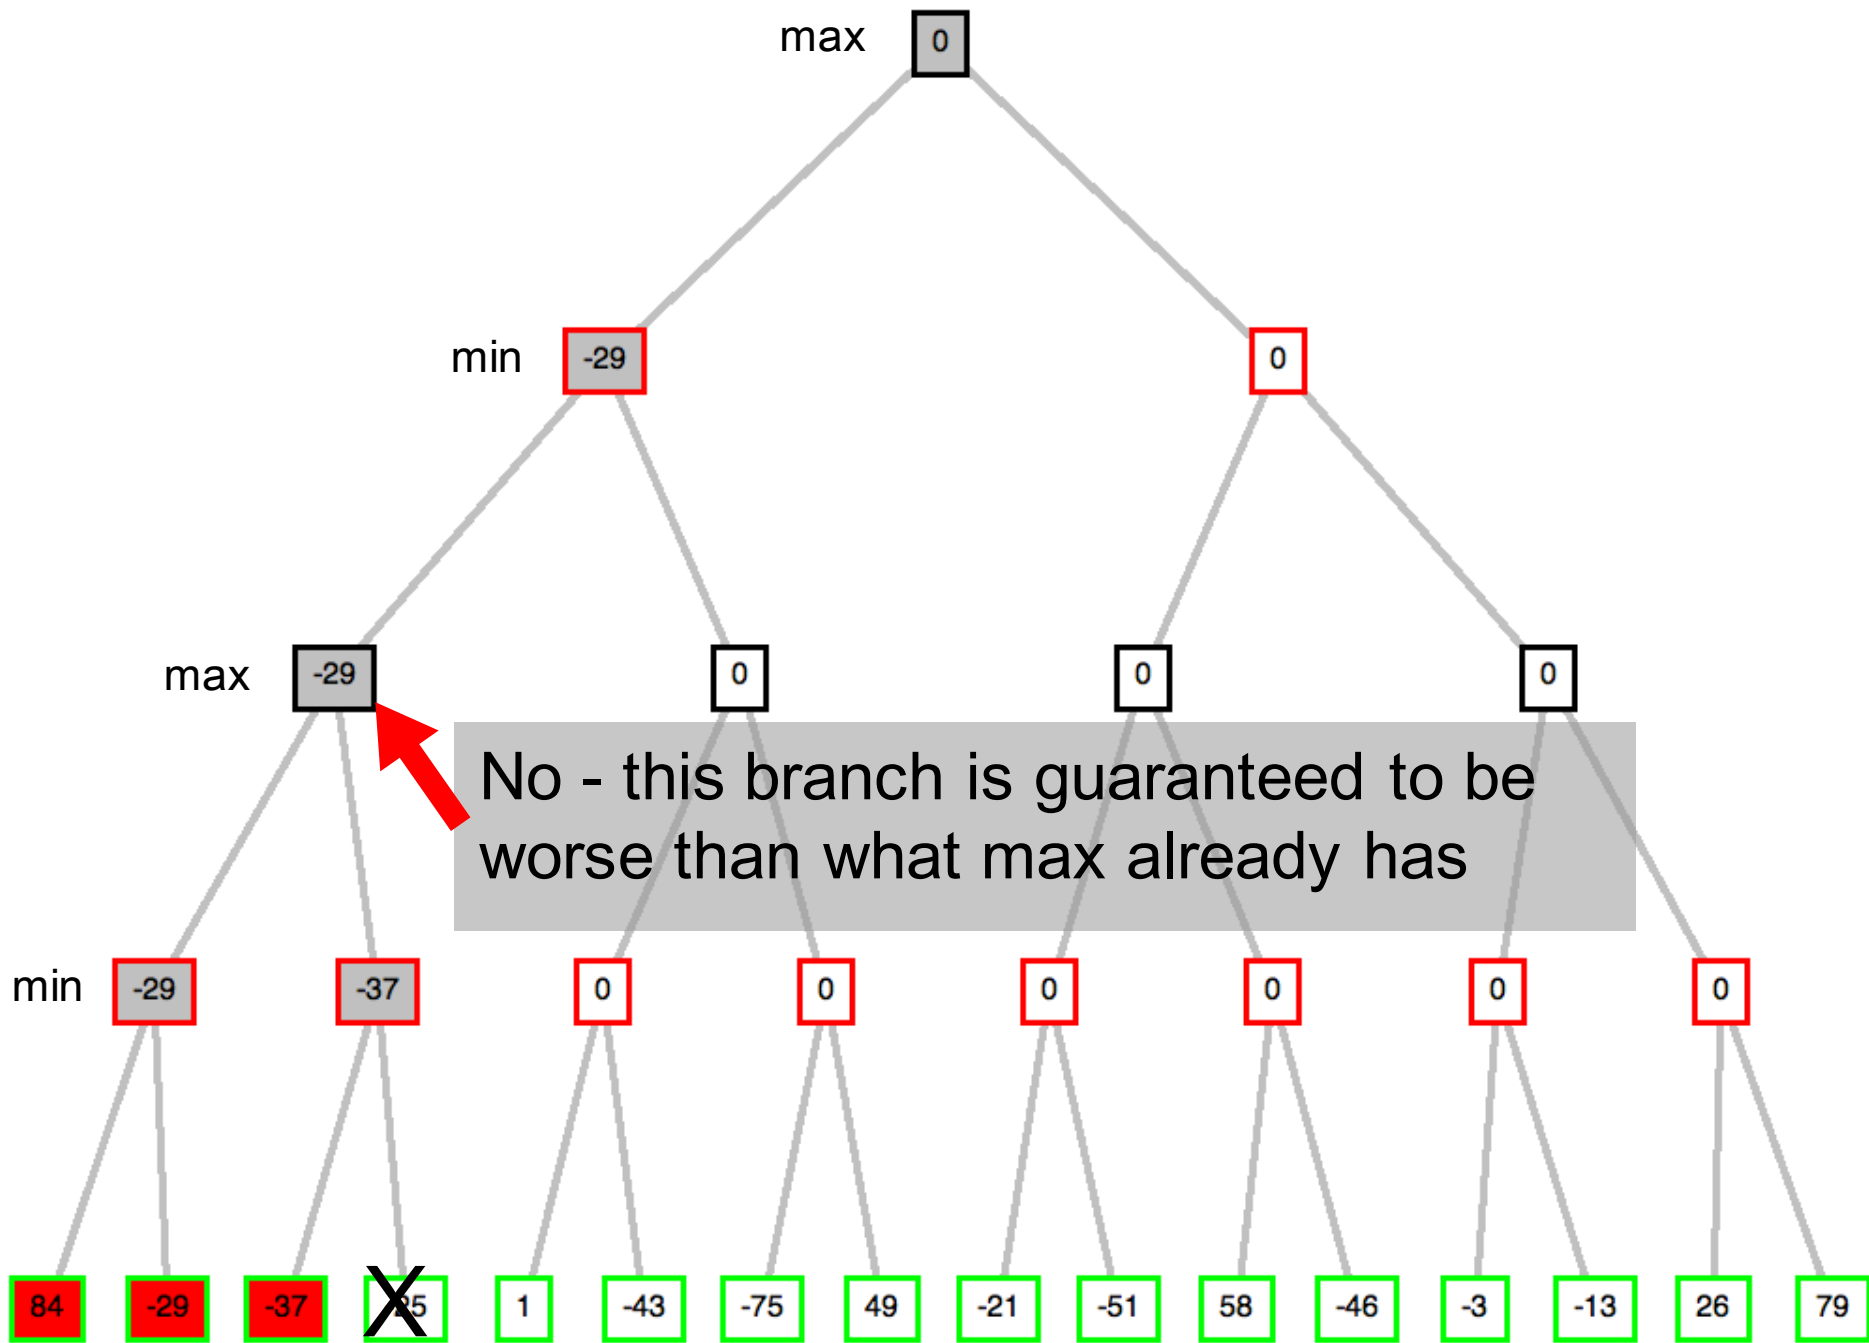 max 0
min -29 0
max -29 0 0 0
No - this branch is guaranteed to be
worse than what max already has
min -29 -37 0 0 0 0 0 0
84 -29 -37 X 1 -43 -75 49 -21 -51 58 -46 -3 -13 26 79